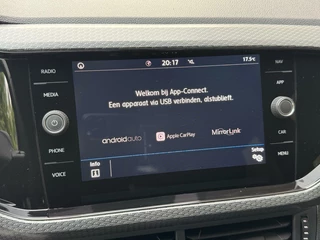 RADIO
MEDIA
PHONE
VOICE
20:17
17.5°C
Welkom bij App-Connect.
Een apparaat via USB verbinden, alstublieft.
androidauto
Apple CarPlay
MirrorLink
Info
Setup
NAV
APP
CAR
MENU